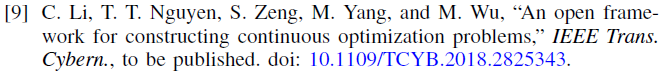 [9] C. Li, T. T. Nguyen, S. Zeng, M. Yang, and M. Wu, “An open frame-
work for constructing continuous optimization problems,” IEEE Trans.
Cybern., to be published. doi: 10.1109/TCYB.2018.2825343.